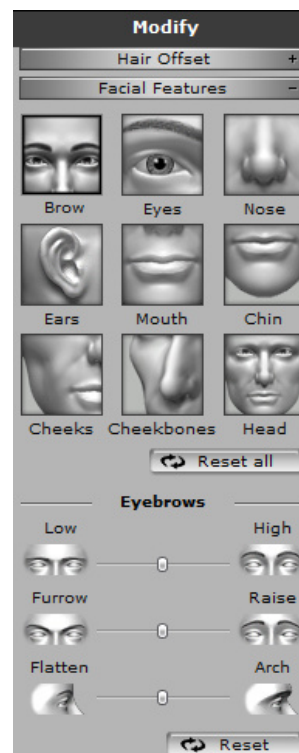 Modify
Hair Offset +
Facial Features −
Brow Eyes Nose
Ears Mouth Chin
Cheeks Cheekbones Head
Reset all
Eyebrows
Low High
Furrow Raise
Flatten Arch
Reset